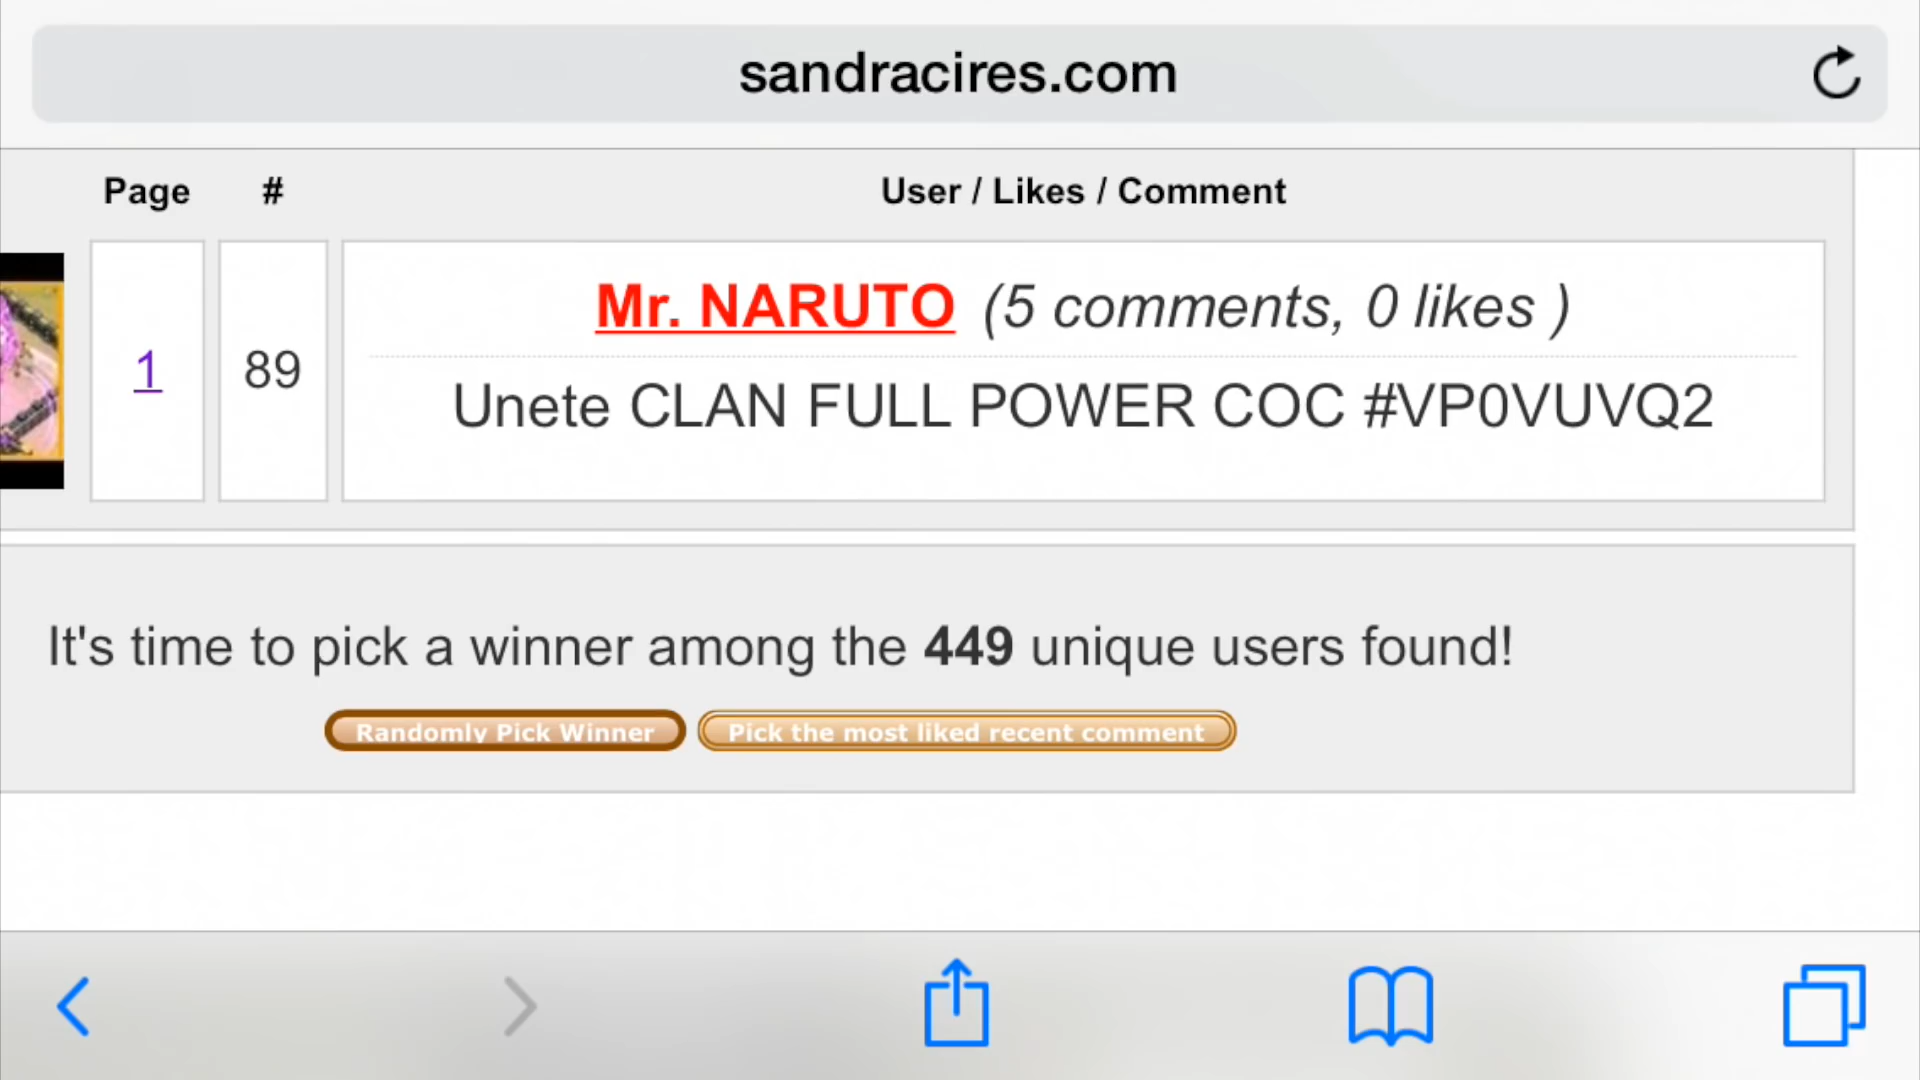 sandracires.com
Page # User / Likes / Comment
1 89 Mr. NARUTO (5 comments, 0 likes )
Unete CLAN FULL POWER COC #VP0VUVQ2
It's time to pick a winner among the 449 unique users found!
Randomly Pick Winner Pick the most liked recent comment